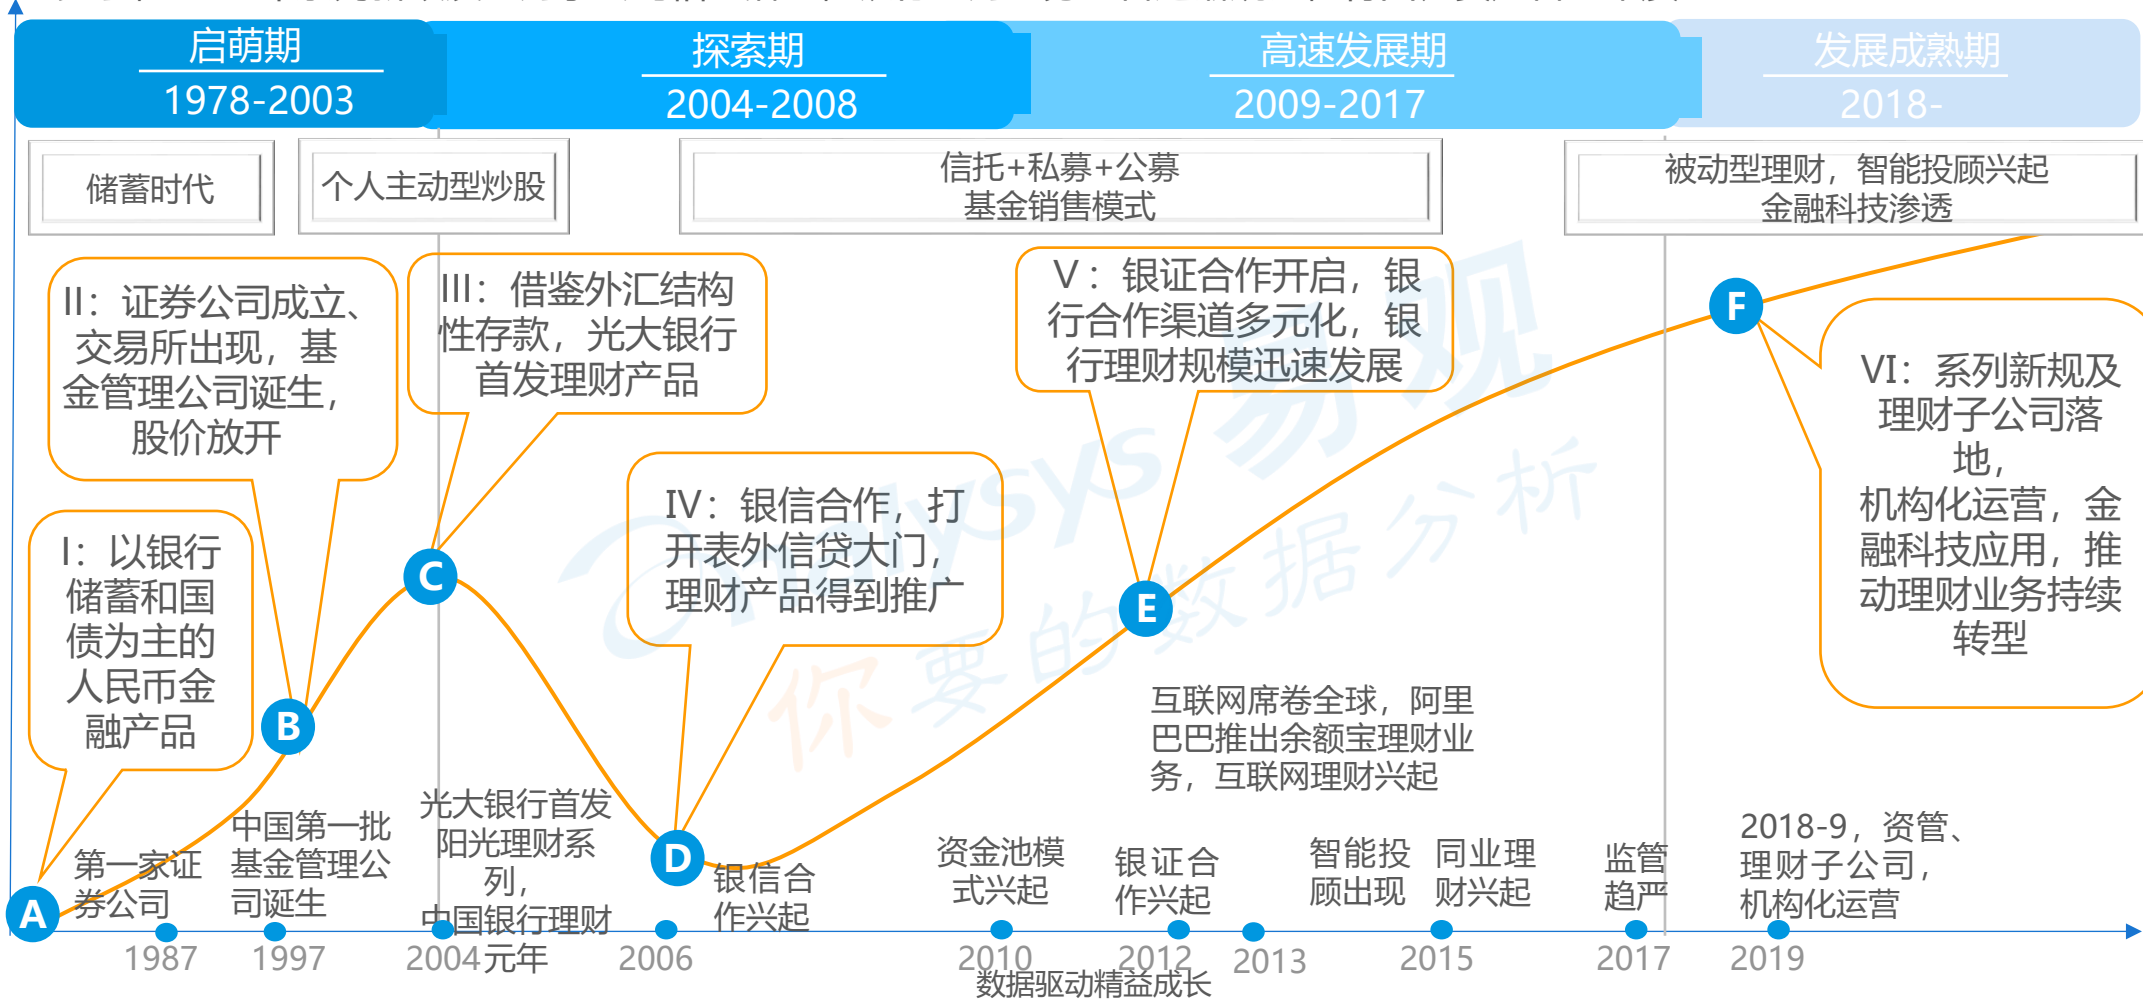 启萌期
1978-2003
探索期
2004-2008
高速发展期
2009-2017
发展成熟期
2018-
储蓄时代
个人主动型炒股
信托+私募+公募
基金销售模式
被动型理财，智能投顾兴起
金融科技渗透
II：证券公司成立、
交易所出现，基
金管理公司诞生，
股价放开
III：借鉴外汇结构
性存款，光大银行
首发理财产品
V：银证合作开启，银
行合作渠道多元化，银
行理财规模迅速发展
VI：系列新规及
理财子公司落
地，
机构化运营，金
融科技应用，推
动理财业务持续
转型
I：以银行
储蓄和国
债为主的
人民币金
融产品
IV：银信合作，打
开表外信贷大门，
理财产品得到推广
A
B
C
D
E
F
互联网席卷全球，阿里
巴巴推出余额宝理财业
务，互联网理财兴起
第一家证
券公司
中国第一批
基金管理公
司诞生
光大银行首发
阳光理财系
列，
中国银行理财
元年
银信合
作兴起
资金池模
式兴起
银证合
作兴起
智能投
顾出现
同业理
财兴起
监管
趋严
2018-9，资管、
理财子公司，
机构化运营
1987
1997
2004
2006
2010
2012
2013
2015
2017
2019
数据驱动精益成长
nalysys 易观
你要的数据分析